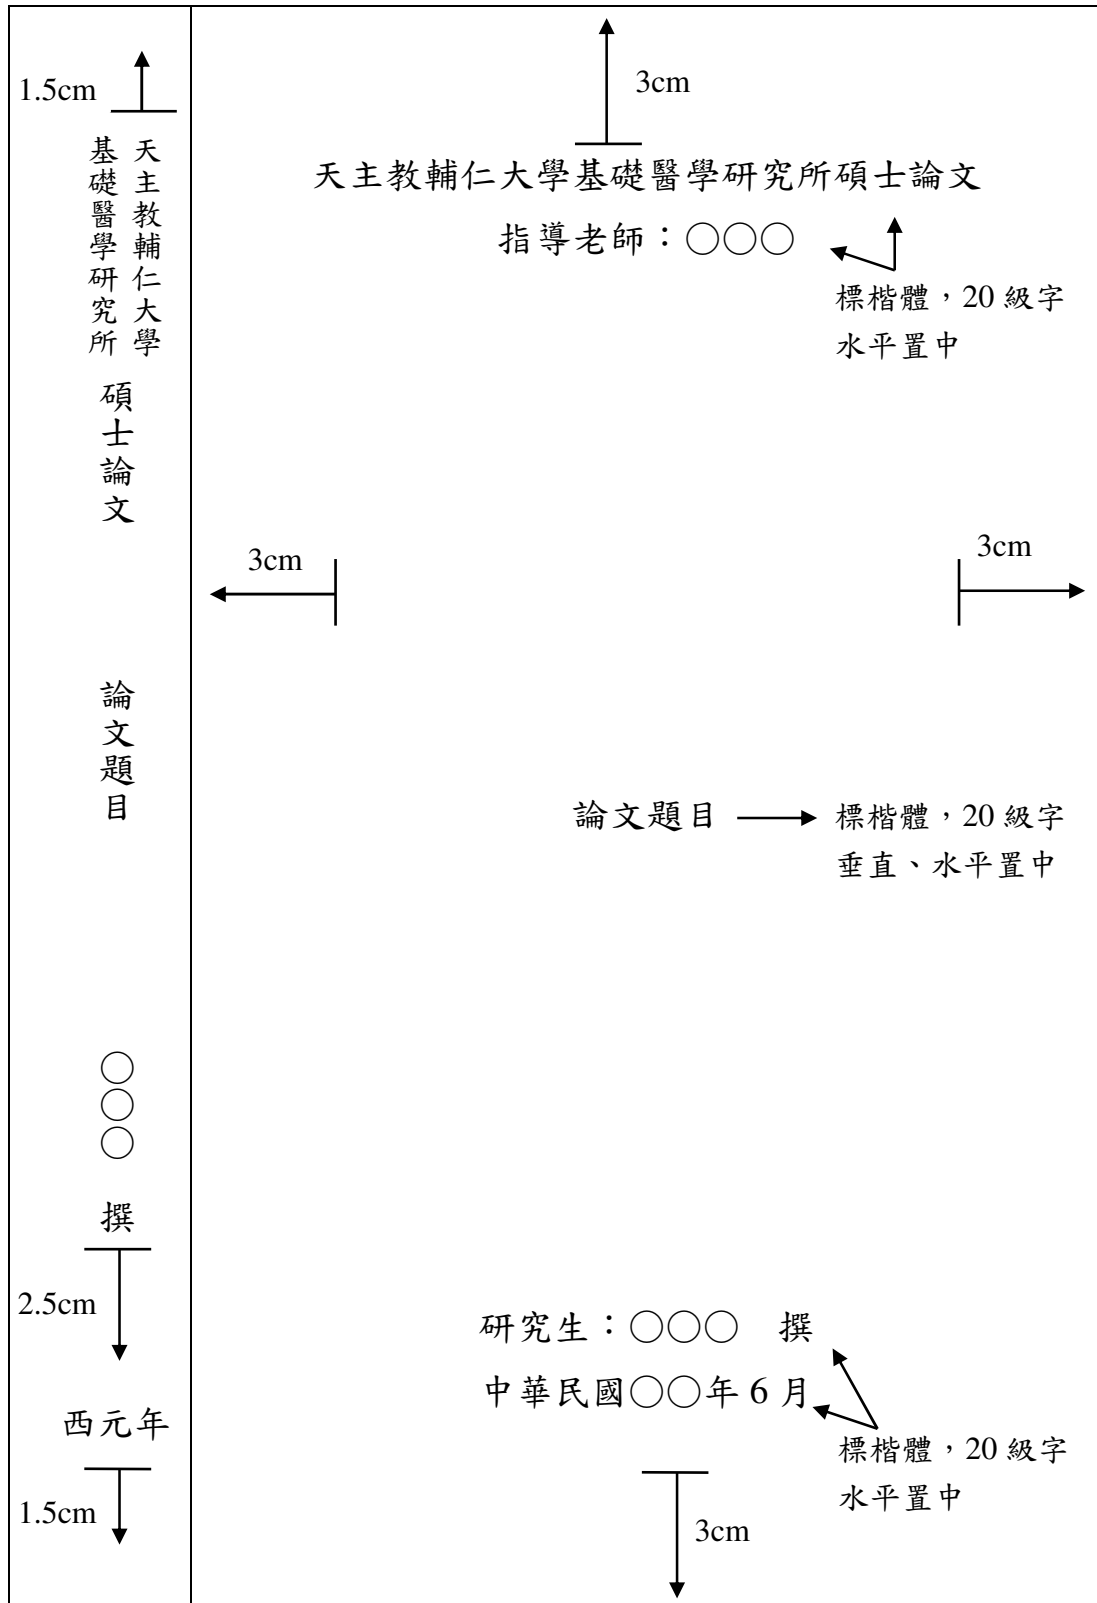 1.5cm
天主教輔仁大學
基礎醫學研究所
碩士論文
論文題目
○○○
撰
2.5cm
西元年
1.5cm
3cm
天主教輔仁大學基礎醫學研究所碩士論文
指導老師：○○○
標楷體，20 級字
水平置中
3cm
3cm
論文題目
標楷體，20 級字
垂直、水平置中
研究生：○○○ 撰
中華民國○○年 6 月
標楷體，20 級字
水平置中
3cm